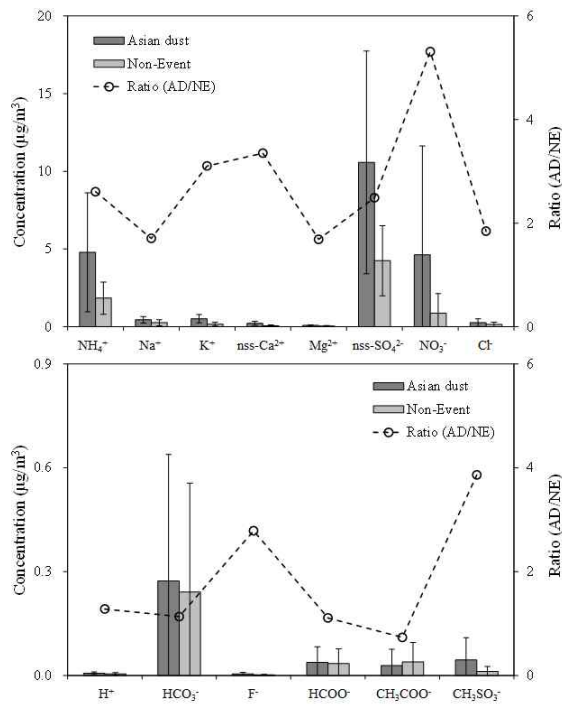 20
6
Asian dust
Non-Event
Ratio (AD/NE)
15
4
10
2
5
0
0
Concentration (µg/m³)
Ratio (AD/NE)
NH₄⁺ Na⁺ K⁺ nss-Ca²⁺ Mg²⁺ nss-SO₄²⁻ NO₃⁻ Cl⁻
0.9
6
Asian dust
Non-Event
Ratio (AD/NE)
0.6
4
0.3
2
0.0
0
Concentration (µg/m³)
Ratio (AD/NE)
H⁺ HCO₃⁻ F⁻ HCOO⁻ CH₃COO⁻ CH₃SO₃⁻